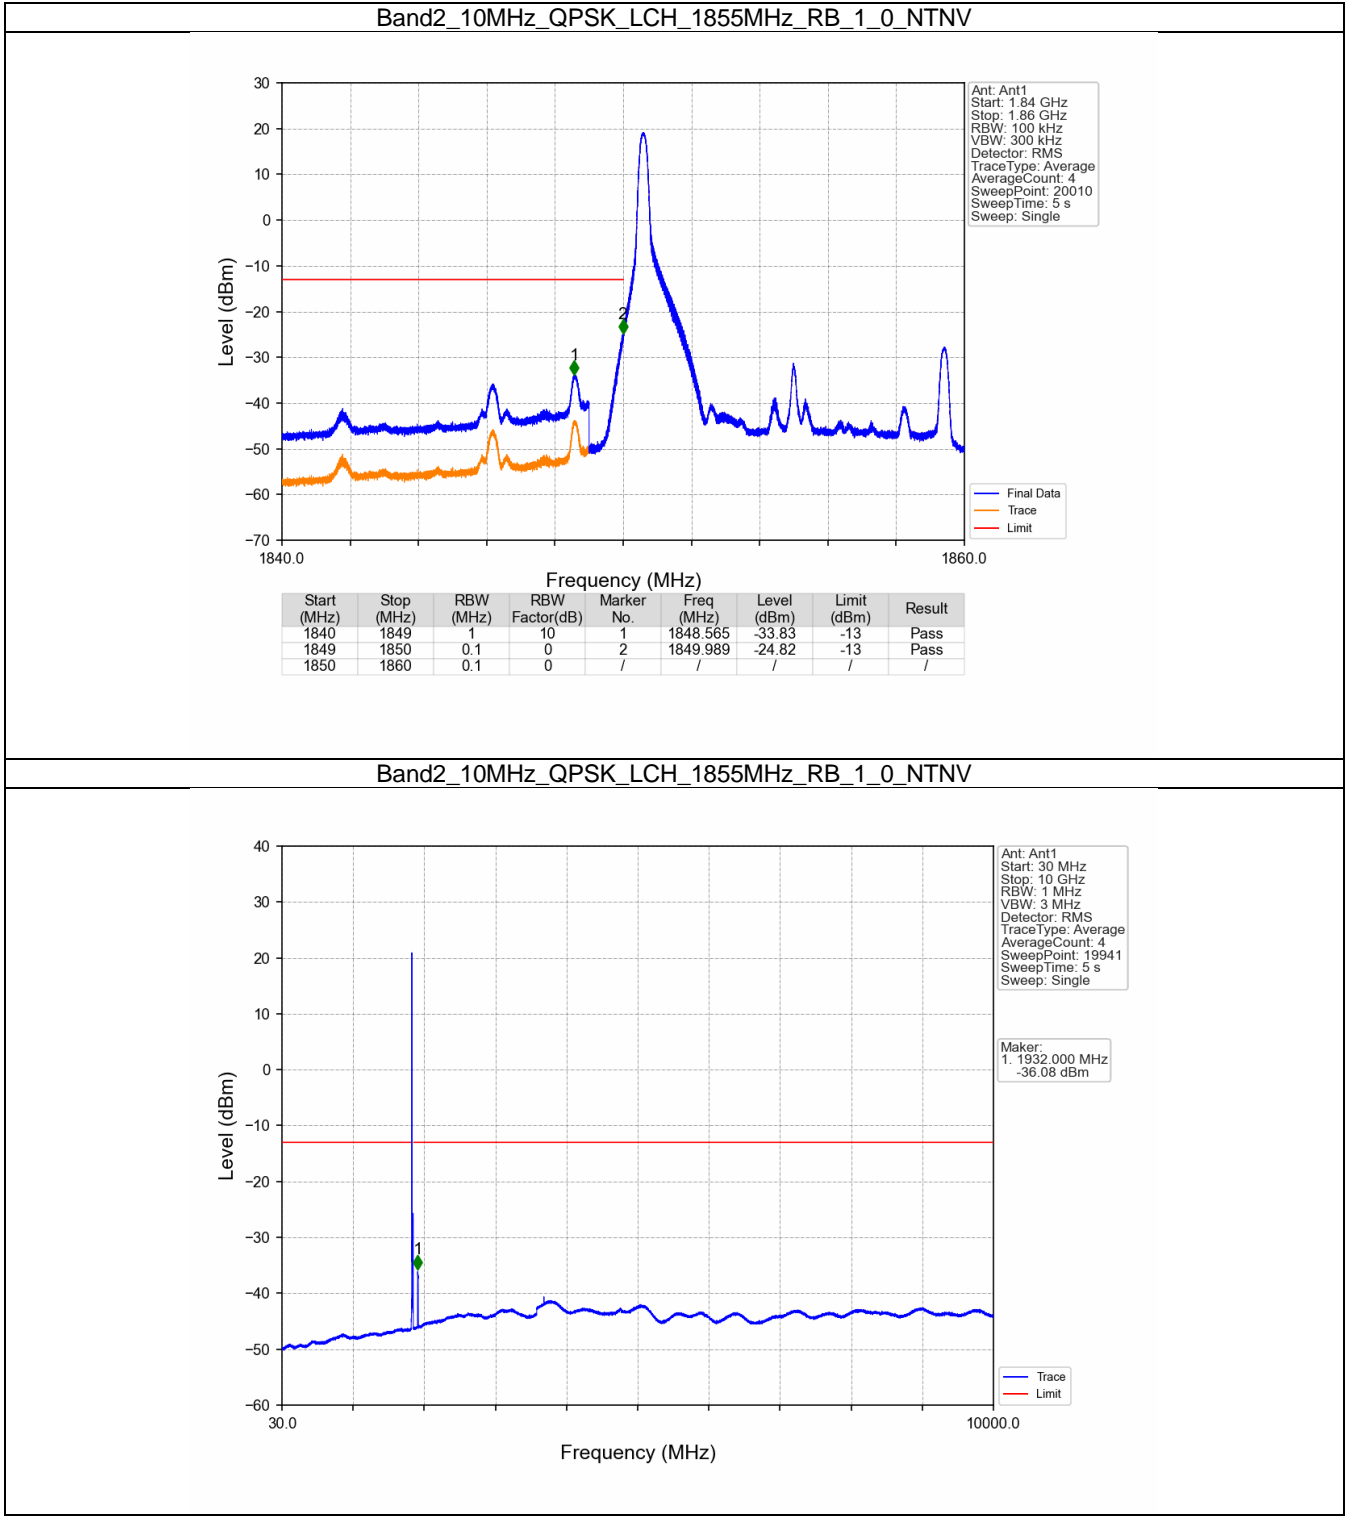 Band2_10MHz_QPSK_LCH_1855MHz_RB_1_0_NTNV
30
20
10
0
−10
−20
−30
−40
−50
−60
−70
Level (dBm)
1
2
1840.0
1860.0
Frequency (MHz)
Ant: Ant1
Start: 1.84 GHz
Stop: 1.86 GHz
RBW: 100 kHz
VBW: 300 kHz
Detector: RMS
TraceType: Average
AverageCount: 4
SweepPoint: 20010
SweepTime: 5 s
Sweep: Single
Final Data
Trace
Limit
Start (MHz) Stop (MHz) RBW (MHz) RBW Factor(dB) Marker No. Freq (MHz) Level (dBm) Limit (dBm) Result
1840 1849 1 10 1 1848.565 -33.83 -13 Pass
1849 1850 0.1 0 2 1849.989 -24.82 -13 Pass
1850 1860 0.1 0 / / / / /
Band2_10MHz_QPSK_LCH_1855MHz_RB_1_0_NTNV
40
30
20
10
0
−10
−20
−30
−40
−50
−60
Level (dBm)
1
30.0
10000.0
Frequency (MHz)
Ant: Ant1
Start: 30 MHz
Stop: 10 GHz
RBW: 1 MHz
VBW: 3 MHz
Detector: RMS
TraceType: Average
AverageCount: 4
SweepPoint: 19941
SweepTime: 5 s
Sweep: Single
Maker:
1. 1932.000 MHz
-36.08 dBm
Trace
Limit